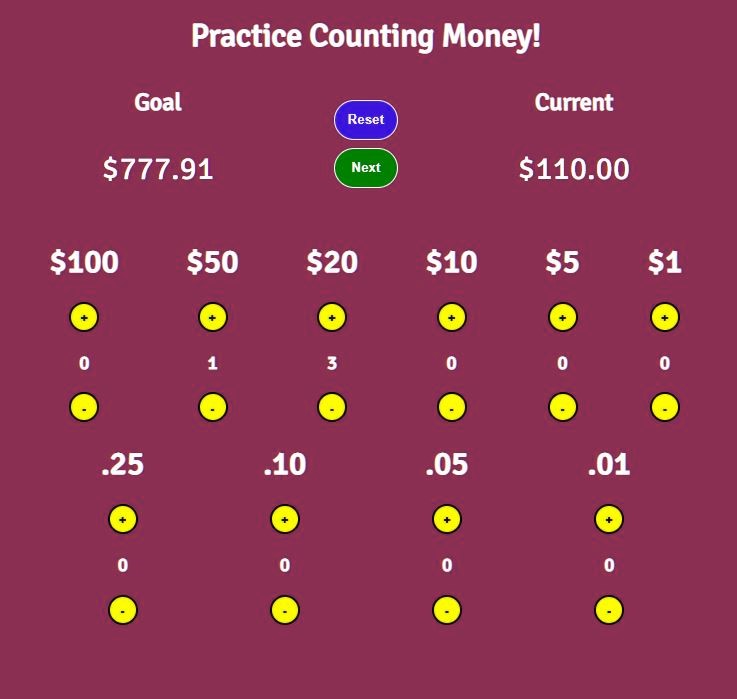 Practice Counting Money!
Goal
Reset
Current
$777.91
Next
$110.00
$100 $50 $20 $10 $5 $1
+ + + + + +
0 1 3 0 0 0
- - - - - -
.25 .10 .05 .01
+ + + +
0 0 0 0
- - - -